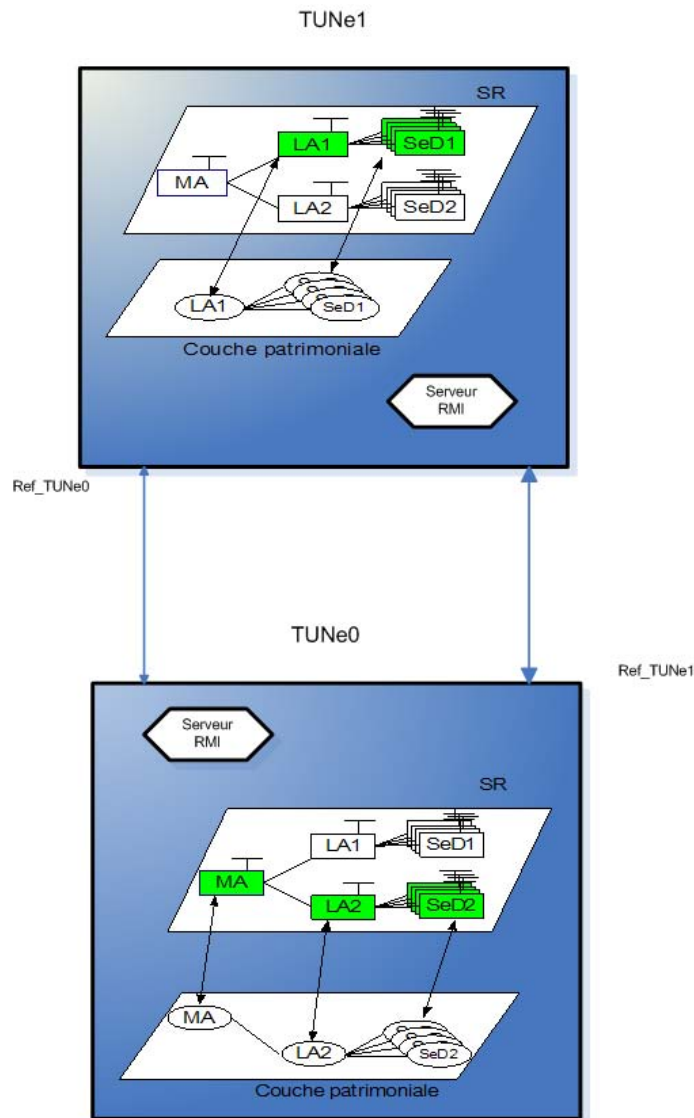 TUNe1
SR
LA1
SeD1
MA
LA2
SeD2
LA1
SeD1
Couche patrimoniale
Serveur
RMI
Ref_TUNe0
TUNe0
Ref_TUNe1
Serveur
RMI
SR
LA1
SeD1
MA
LA2
SeD2
MA
LA2
SeD2
Couche patrimoniale